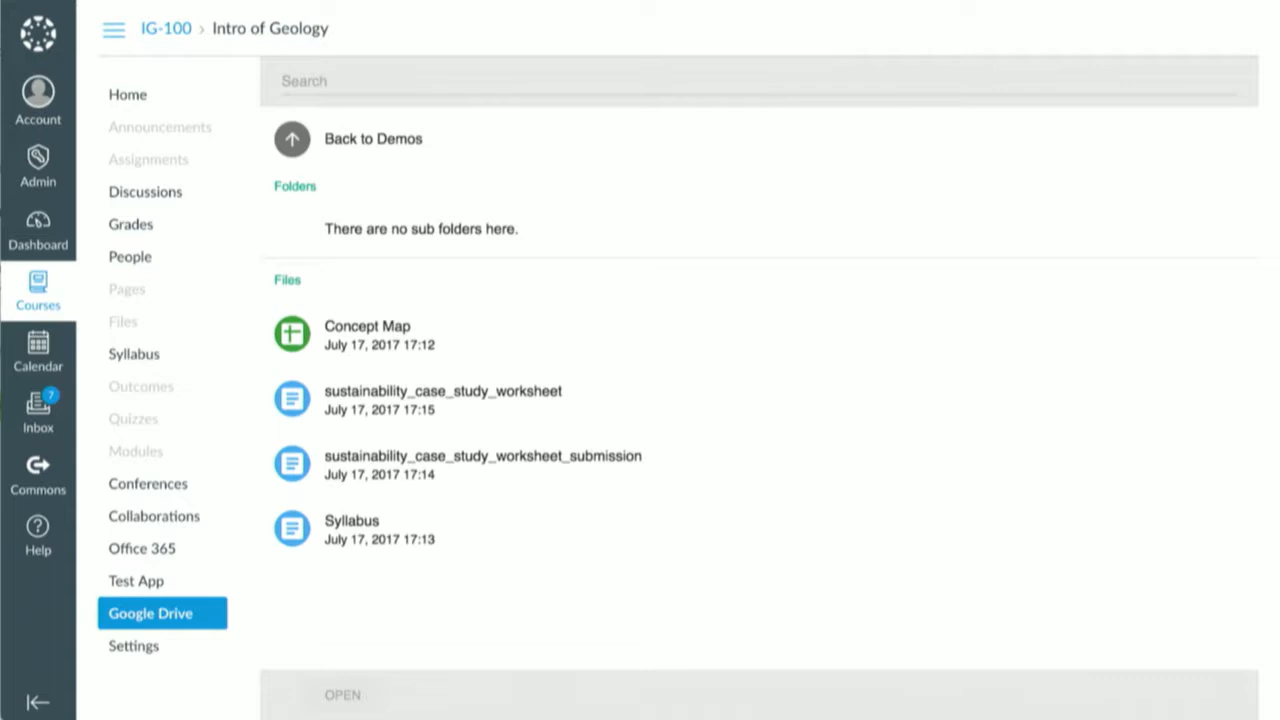 IG-100 › Intro of Geology
Account
Admin
Dashboard
Courses
Calendar
7
Inbox
Commons
Help
Home
Announcements
Assignments
Discussions
Grades
People
Pages
Files
Syllabus
Outcomes
Quizzes
Modules
Conferences
Collaborations
Office 365
Test App
Google Drive
Settings
Search
Back to Demos
Folders
There are no sub folders here.
Files
Concept Map
July 17, 2017 17:12
sustainability_case_study_worksheet
July 17, 2017 17:15
sustainability_case_study_worksheet_submission
July 17, 2017 17:14
Syllabus
July 17, 2017 17:13
OPEN